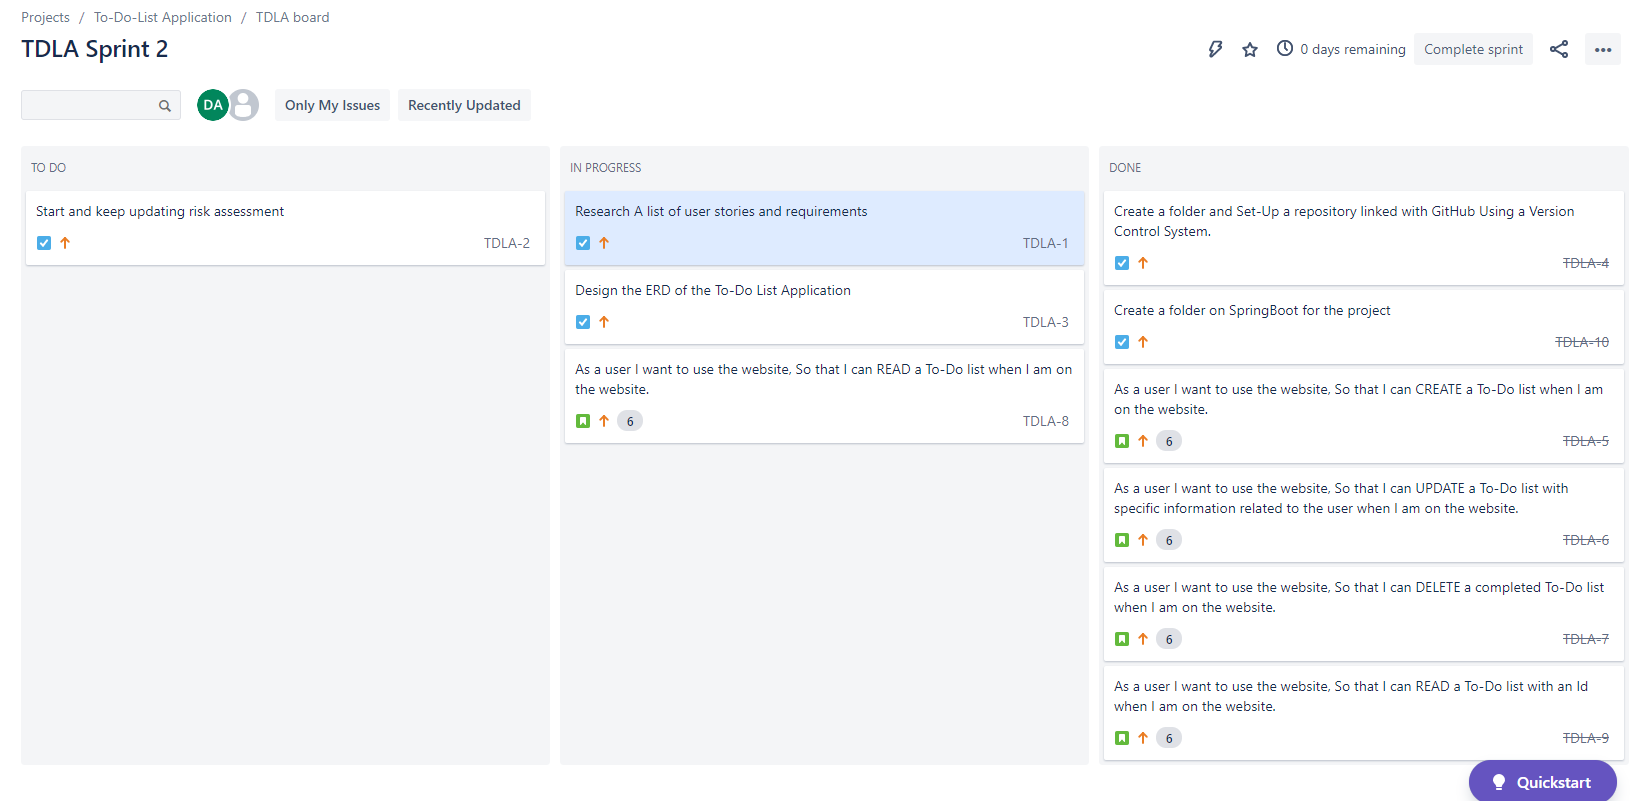 Projects / To-Do-List Application / TDLA board
TDLA Sprint 2
0 days remaining
Complete sprint
DA
Only My Issues
Recently Updated
TO DO
Start and keep updating risk assessment
TDLA-2
IN PROGRESS
Research A list of user stories and requirements
TDLA-1
Design the ERD of the To-Do List Application
TDLA-3
As a user I want to use the website, So that I can READ a To-Do list when I am on
the website.
6
TDLA-8
DONE
Create a folder and Set-Up a repository linked with GitHub Using a Version
Control System.
TDLA-4
Create a folder on SpringBoot for the project
TDLA-10
As a user I want to use the website, So that I can CREATE a To-Do list when I am
on the website.
6
TDLA-5
As a user I want to use the website, So that I can UPDATE a To-Do list with
specific information related to the user when I am on the website.
6
TDLA-6
As a user I want to use the website, So that I can DELETE a completed To-Do list
when I am on the website.
6
TDLA-7
As a user I want to use the website, So that I can READ a To-Do list with an Id
when I am on the website.
6
TDLA-9
Quickstart